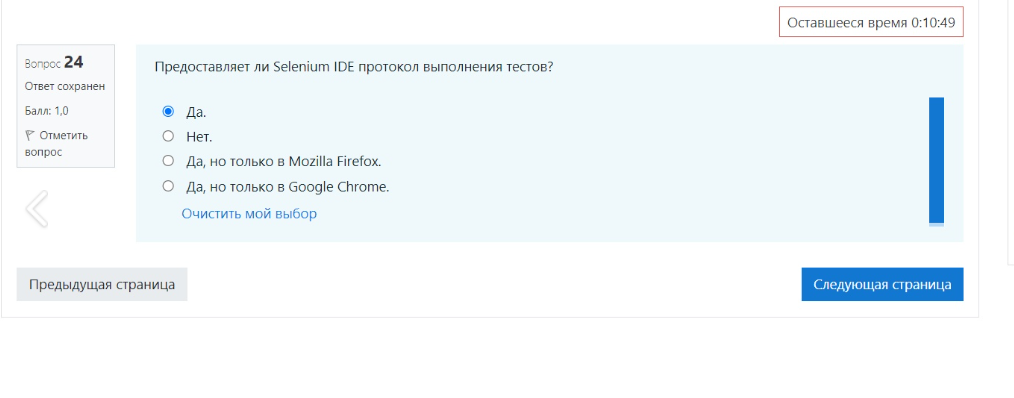 Оставшееся время 0:10:49
Вопрос 24
Ответ сохранен
Балл: 1,0
Отметить
вопрос
Предоставляет ли Selenium IDE протокол выполнения тестов?
Да.
Нет.
Да, но только в Mozilla Firefox.
Да, но только в Google Chrome.
Очистить мой выбор
Предыдущая страница
Следующая страница